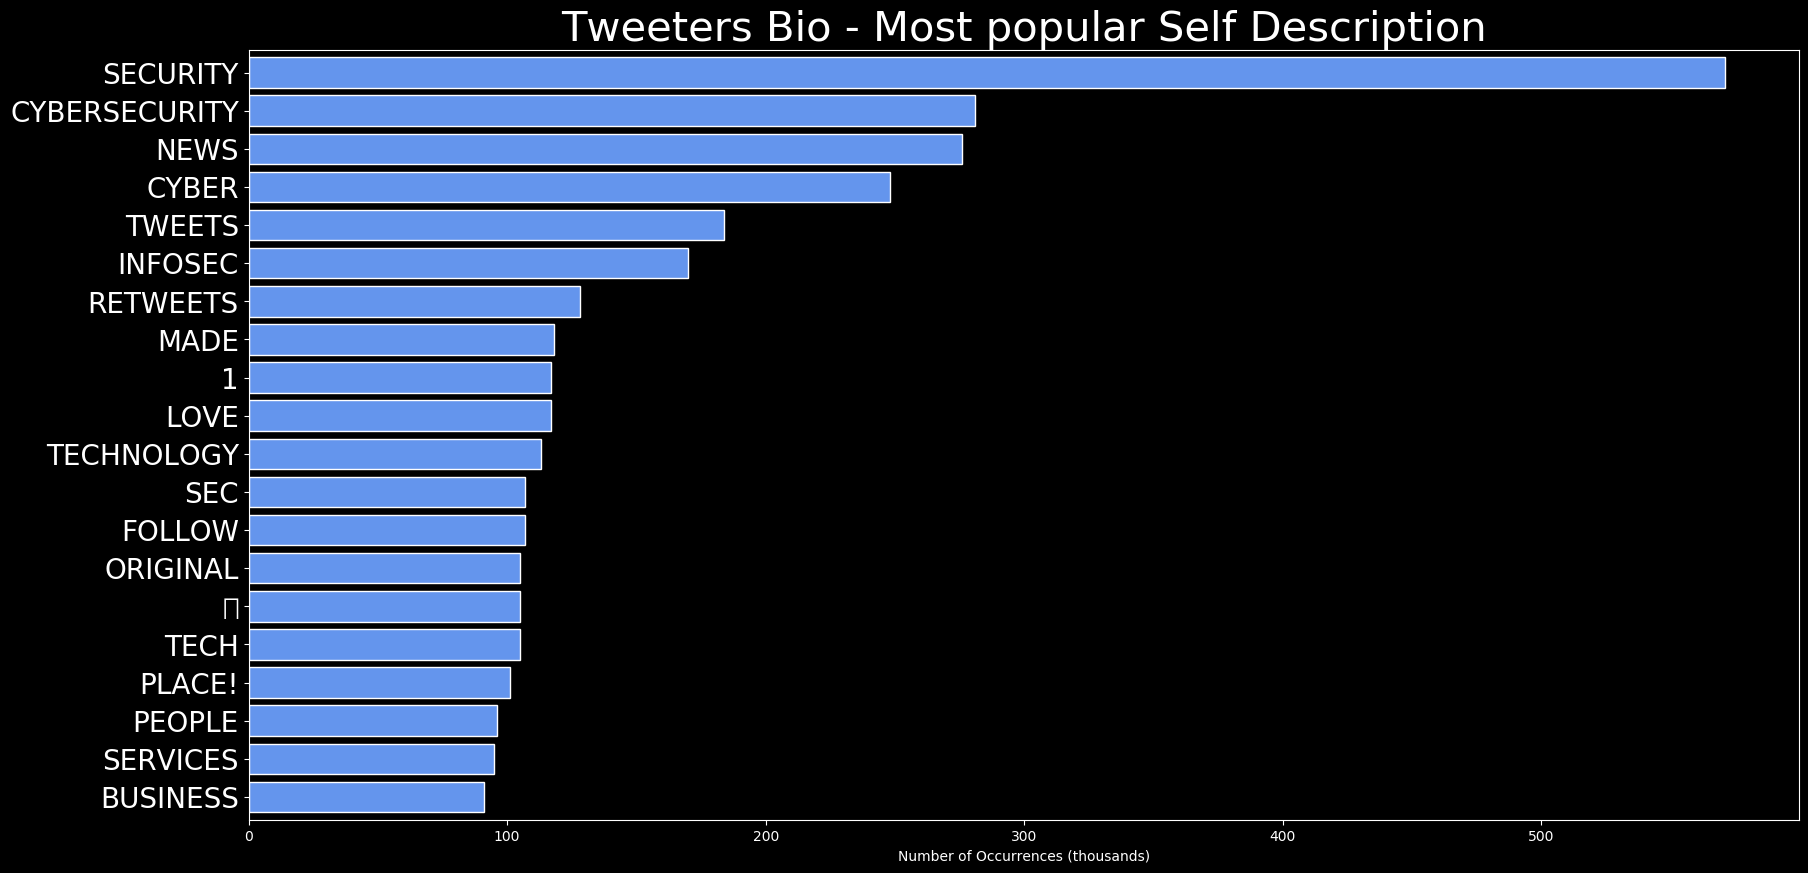 Tweeters Bio - Most popular Self Description
SECURITY
CYBERSECURITY
NEWS
CYBER
TWEETS
INFOSEC
RETWEETS
MADE
1
LOVE
TECHNOLOGY
SEC
FOLLOW
ORIGINAL
TECH
PLACE!
PEOPLE
SERVICES
BUSINESS
0 100 200 300 400 500
Number of Occurrences (thousands)